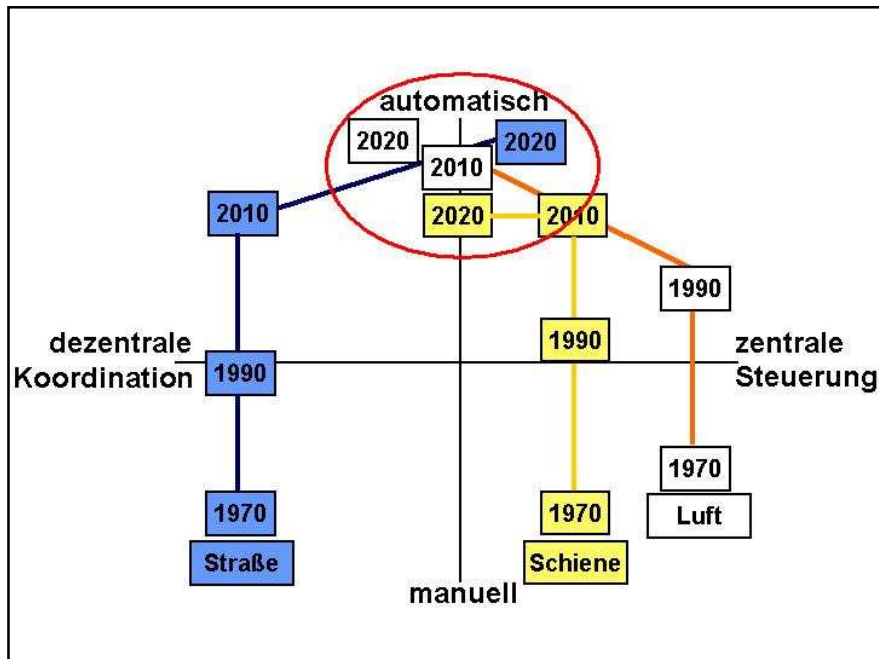 automatisch
2020
2020
2010
2010
2020
2010
1990
dezentrale
Koordination
1990
1990
zentrale
Steuerung
1970
1970
1970
Luft
Straße
Schiene
manuell